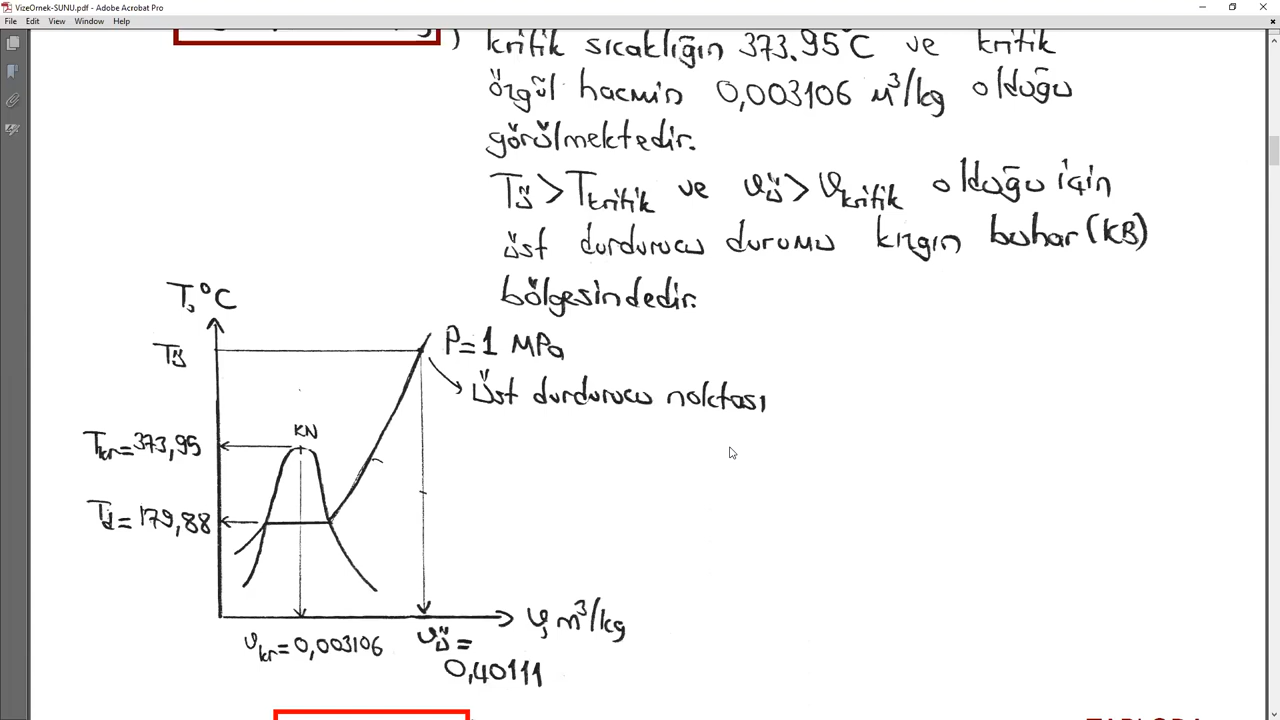 VizeOrnek-SUNU.pdf - Adobe Acrobat Pro
File Edit View Window Help
kritik sıcaklığın 373.95°C ve kritik
özgül hacmin 0,003106 m³/kg olduğu
görülmektedir.
Tü > Tkritik ve vü > vkritik olduğu için
üst durdurucu durumu kızgın buhar (KB)
bölgesindedir.
T, °C
Tü
P=1 MPa
üst durdurucu noktası
KN
Tkr=373,95
Td=179,88
v, m³/kg
vkr=0,003106
vü=
0,40111